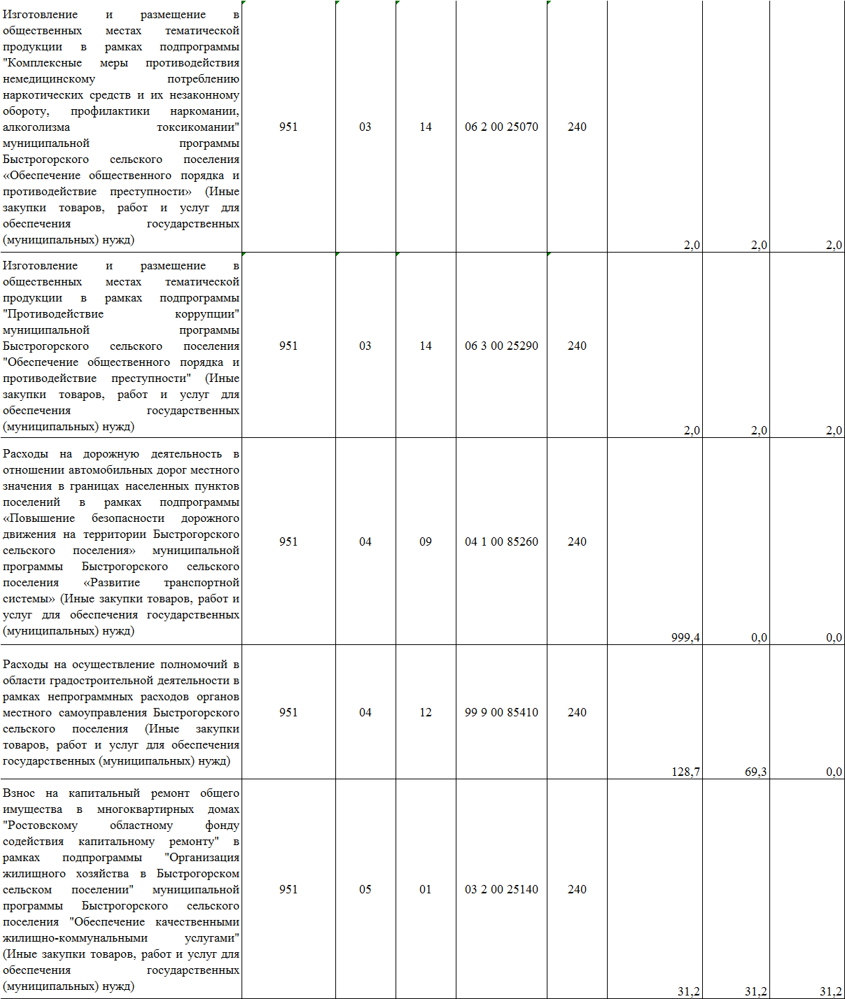 Изготовление и размещение в
общественных местах тематической
продукции в рамках подпрограммы
"Комплексные меры противодействия
немедицинскому потреблению
наркотических средств и их незаконному
обороту, профилактики наркомании,
алкоголизма токсикомании"
муниципальной программы
Быстрогорского сельского поселения
«Обеспечение общественного порядка и
противодействие преступности» (Иные
закупки товаров, работ и услуг для
обеспечения государственных
(муниципальных) нужд)
951 03 14 06 2 00 25070 240 2,0 2,0 2,0
Изготовление и размещение в
общественных местах тематической
продукции в рамках подпрограммы
"Противодействие коррупции"
муниципальной программы
Быстрогорского сельского поселения
"Обеспечение общественного порядка и
противодействие преступности" (Иные
закупки товаров, работ и услуг для
обеспечения государственных
(муниципальных) нужд)
951 03 14 06 3 00 25290 240 2,0 2,0 2,0
Расходы на дорожную деятельность в
отношении автомобильных дорог местного
значения в границах населенных пунктов
поселений в рамках подпрограммы
«Повышение безопасности дорожного
движения на территории Быстрогорского
сельского поселения» муниципальной
программы Быстрогорского сельского
поселения «Развитие транспортной
системы» (Иные закупки товаров, работ и
услуг для обеспечения государственных
(муниципальных) нужд)
951 04 09 04 1 00 85260 240 999,4 0,0 0,0
Расходы на осуществление полномочий в
области градостроительной деятельности в
рамках непрограммных расходов органов
местного самоуправления Быстрогорского
сельского поселения (Иные закупки
товаров, работ и услуг для обеспечения
государственных (муниципальных) нужд)
951 04 12 99 9 00 85410 240 128,7 69,3 0,0
Взнос на капитальный ремонт общего
имущества в многоквартирных домах
"Ростовскому областному фонду
содействия капитальному ремонту" в
рамках подпрограммы "Организация
жилищного хозяйства в Быстрогорском
сельском поселении" муниципальной
программы Быстрогорского сельского
поселения "Обеспечение качественными
жилищно-коммунальными услугами"
(Иные закупки товаров, работ и услуг для
обеспечения государственных
(муниципальных) нужд)
951 05 01 03 2 00 25140 240 31,2 31,2 31,2